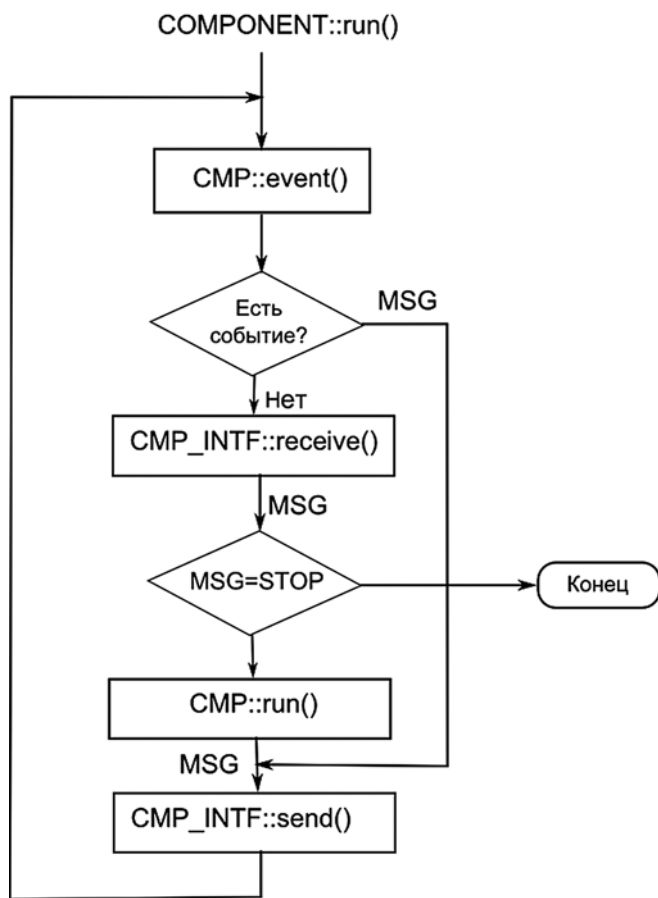 COMPONENT::run()
CMP::event()
Есть
событие?
MSG
Нет
CMP_INTF::receive()
MSG
MSG=STOP
Конец
CMP::run()
MSG
CMP_INTF::send()